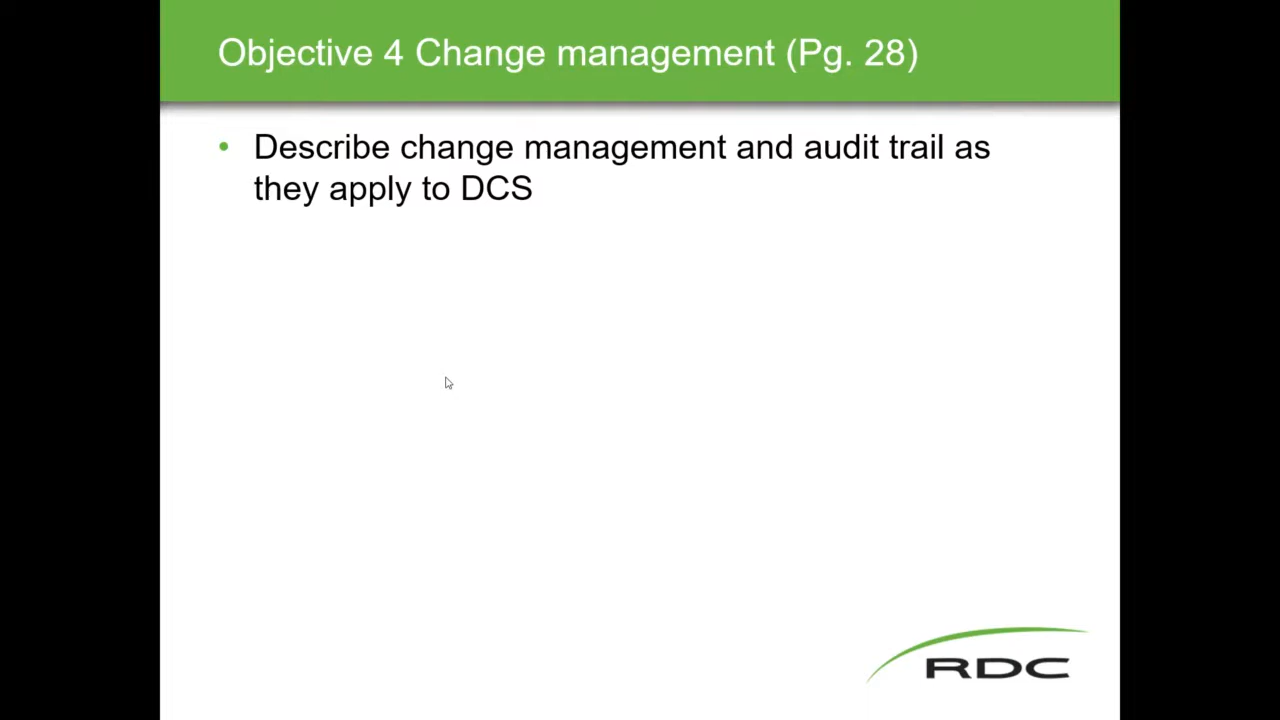 Objective 4 Change management (Pg. 28)
• Describe change management and audit trail as
they apply to DCS
RDC